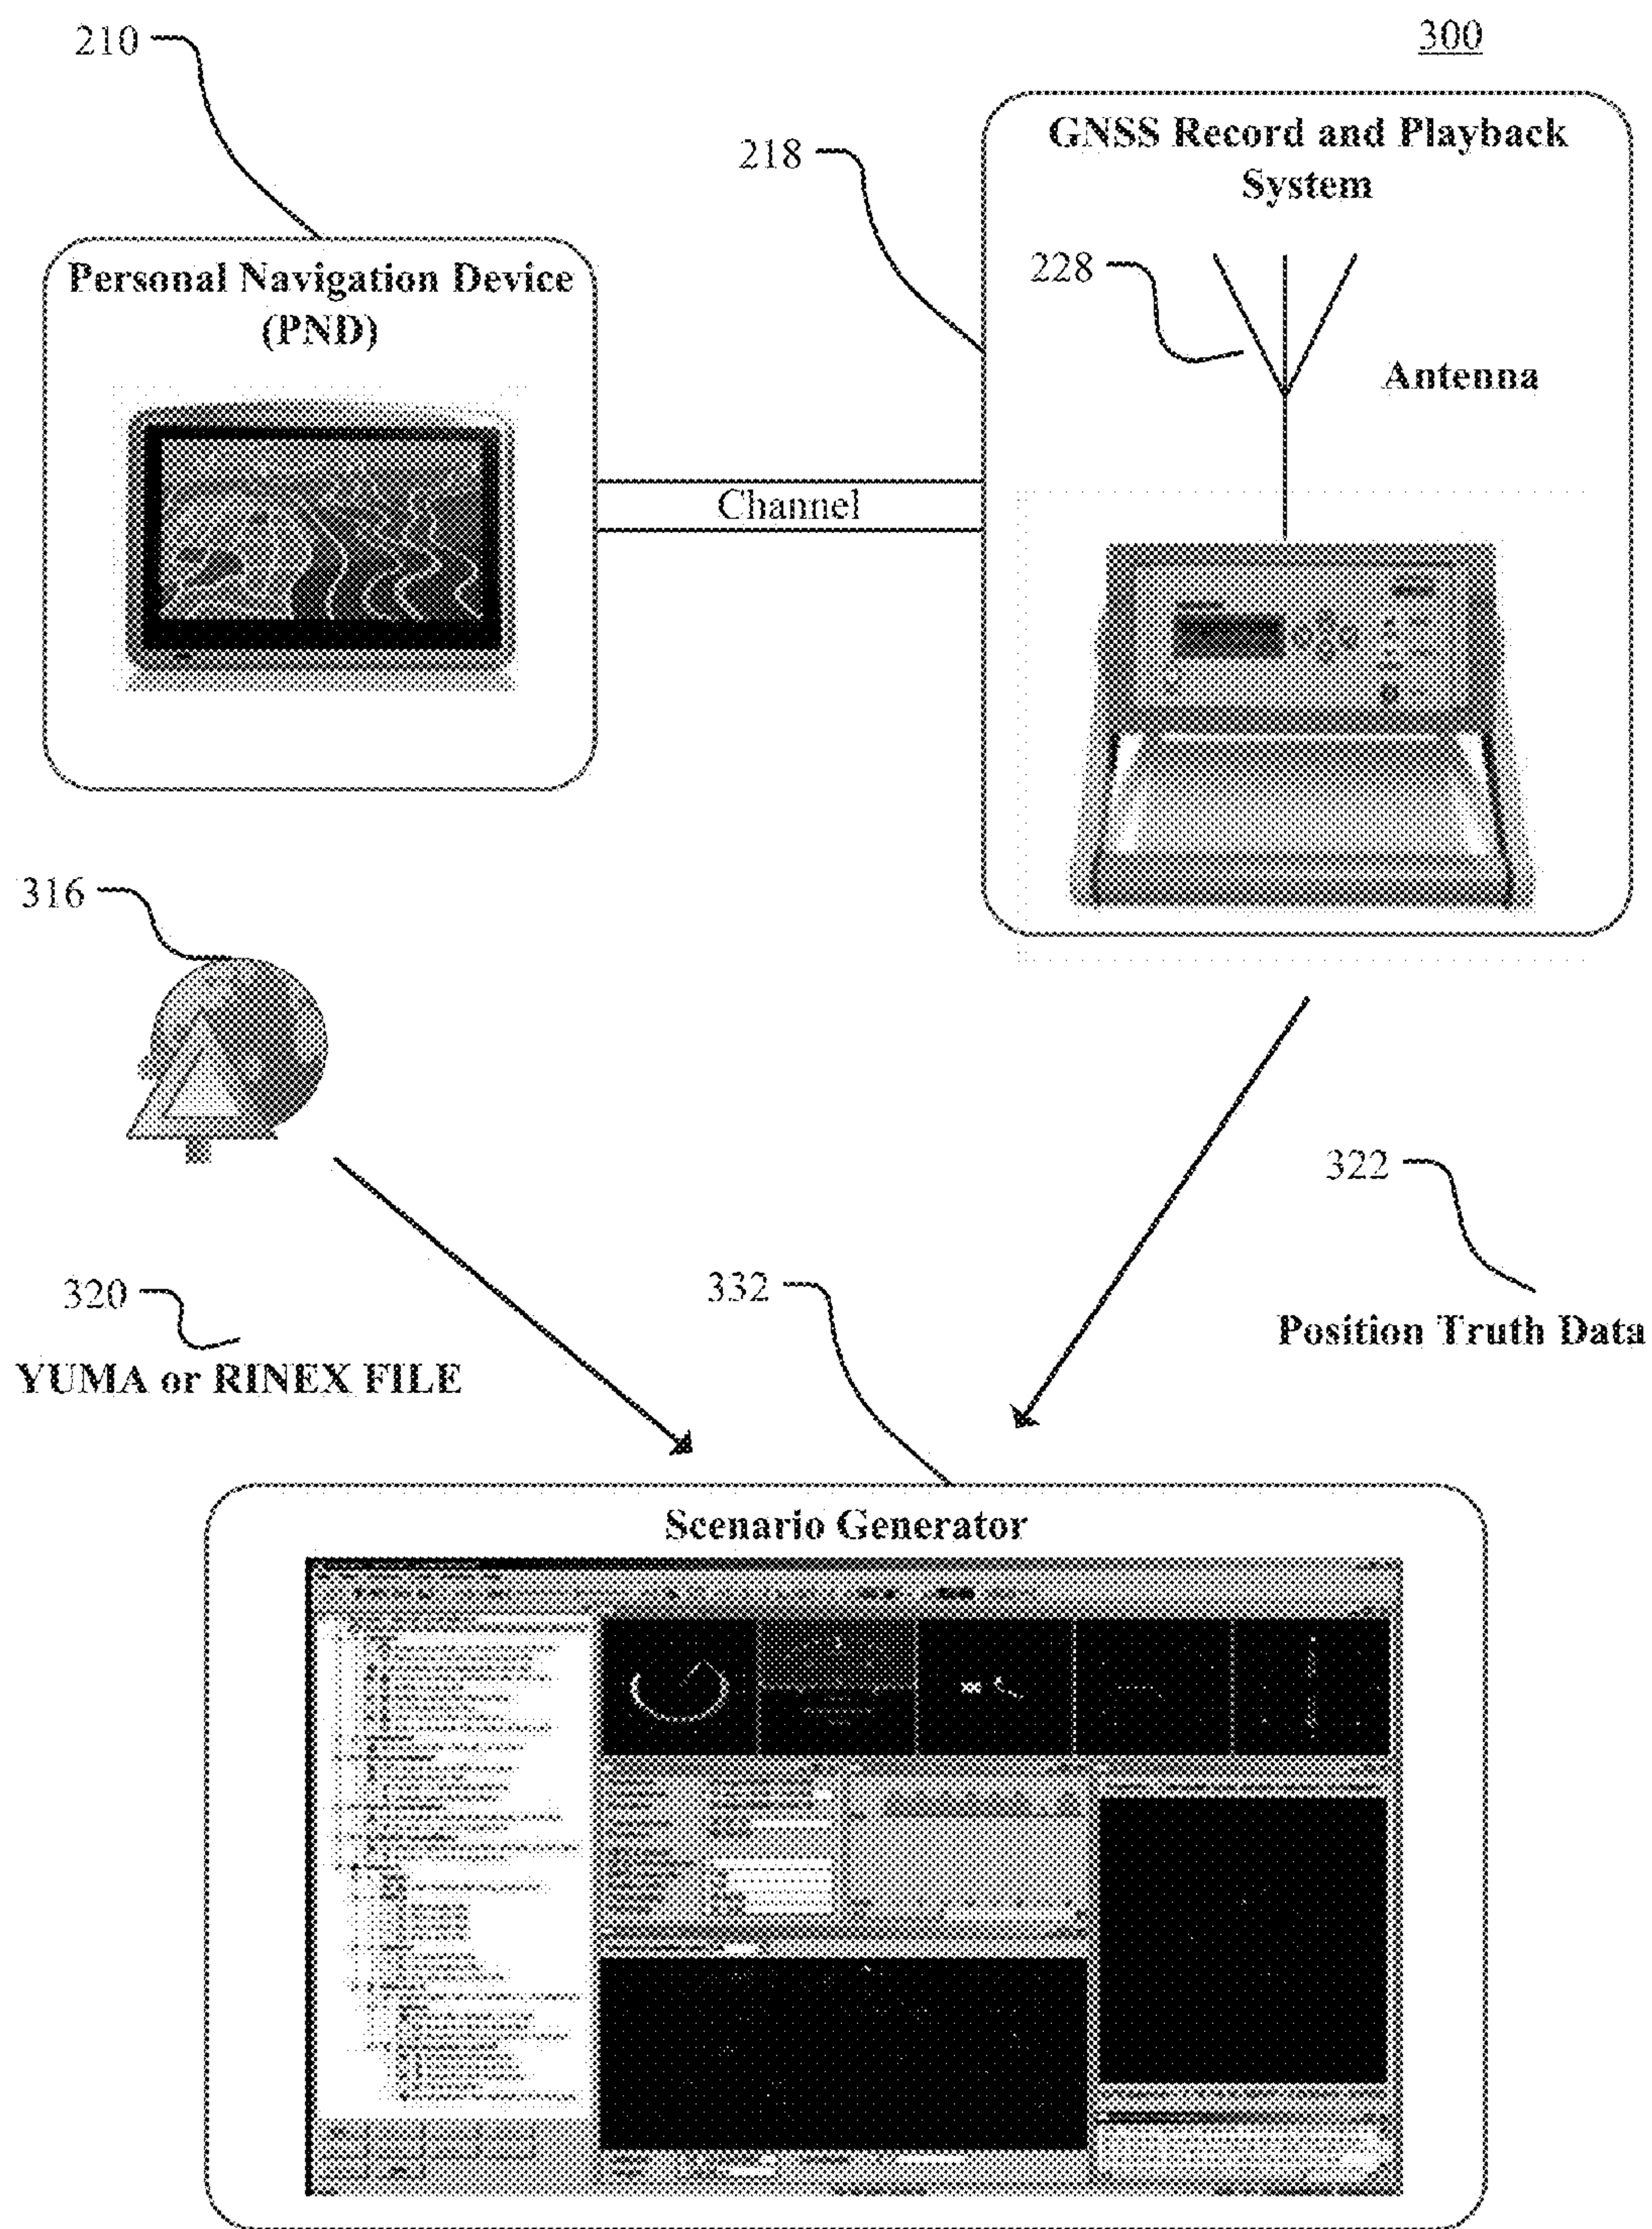 210
300
218
GNSS Record and Playback
System
228
Personal Navigation Device
(PND)
Antenna
Channel
316
322
320
332
Position Truth Data
YUMA or RINEX FILE
Scenario Generator